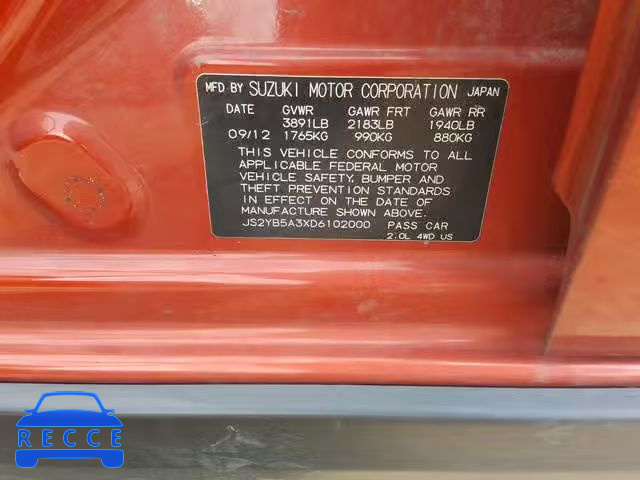 MFD BY SUZUKI MOTOR CORPORATION JAPAN
DATE GVWR GAWR FRT GAWR RR
3891LB 2183LB 1940LB
09/12 1765KG 990KG 880KG
THIS VEHICLE CONFORMS TO ALL
APPLICABLE FEDERAL MOTOR
VEHICLE SAFETY, BUMPER AND
THEFT PREVENTION STANDARDS
IN EFFECT ON THE DATE OF
MANUFACTURE SHOWN ABOVE.
JS2YB5A3XD6102000 PASS CAR
2.0L 4WD US
RECCE